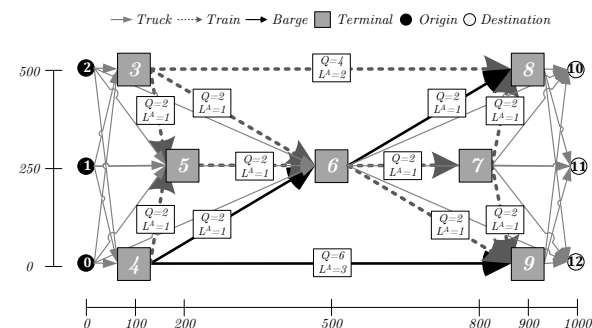 Truck Train Barge Terminal Origin Destination
500
250
0
2
3
Q=4
L^A=2
8
10
Q=2
L^A=1
Q=2
L^A=1
Q=2
L^A=1
Q=2
L^A=1
1
5
Q=2
L^A=1
6
Q=2
L^A=1
7
11
Q=2
L^A=1
Q=2
L^A=1
Q=2
L^A=1
Q=2
L^A=1
0
4
Q=6
L^A=3
9
12
0 100 200 500 800 900 1000